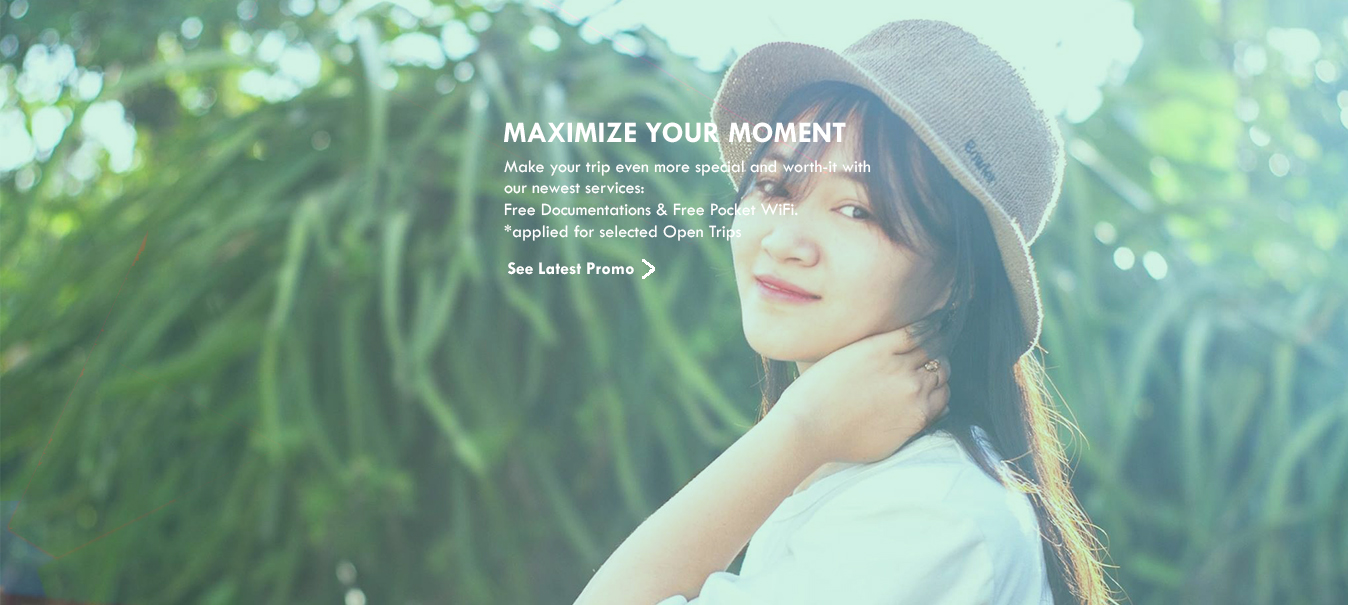 MAXIMIZE YOUR MOMENT
Make your trip even more special and worth-it with
our newest services:
Free Documentations & Free Pocket WiFi.
*applied for selected Open Trips
See Latest Promo